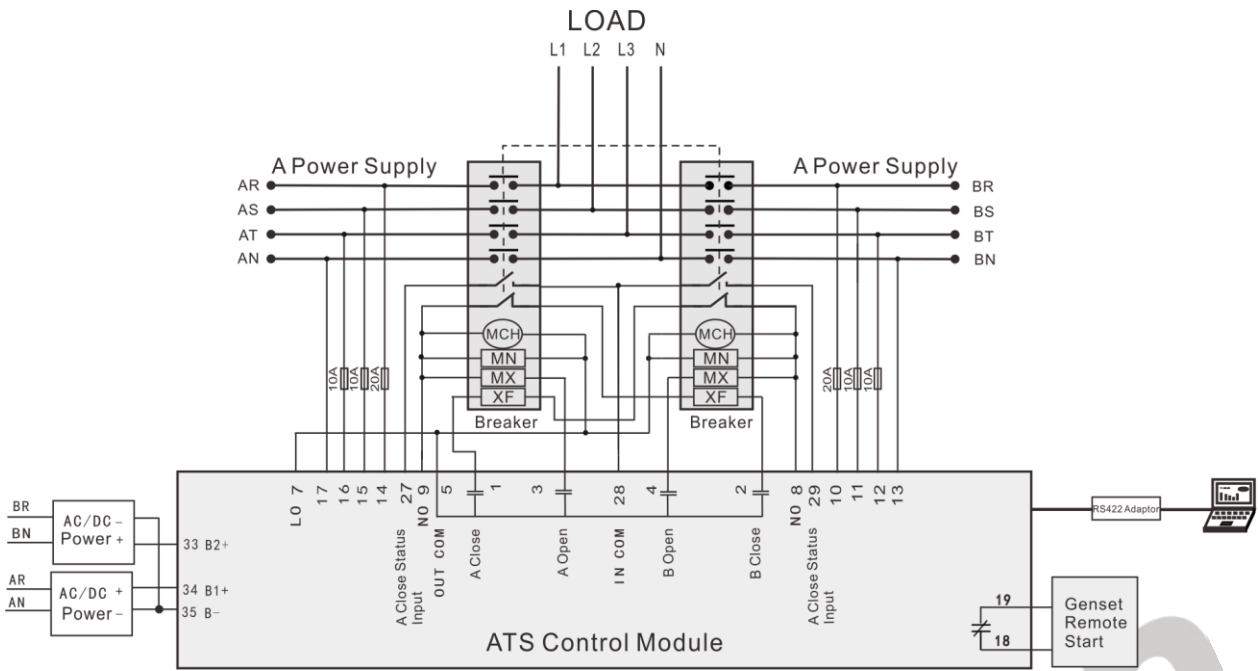 LOAD
L1 L2 L3 N
A Power Supply
A Power Supply
AR
BR
AS
BS
AT
BT
AN
BN
MCH
MCH
MN
MN
MX
MX
XF
XF
10A
10A
20A
20A
10A
10A
Breaker
Breaker
LO 7
17
16
15
14
27
NO 9
5
1
3
28
4
2
NO 8
29
10
11
12
13
A Close Status
Input
OUT COM
A Close
A Open
IN COM
B Open
B Close
A Close Status
Input
BR
BN
AC/DC –
Power +
33 B2+
AR
AN
AC/DC +
Power –
34 B1+
35 B–
RS422 Adaptor
19
18
Genset
Remote
Start
ATS Control Module